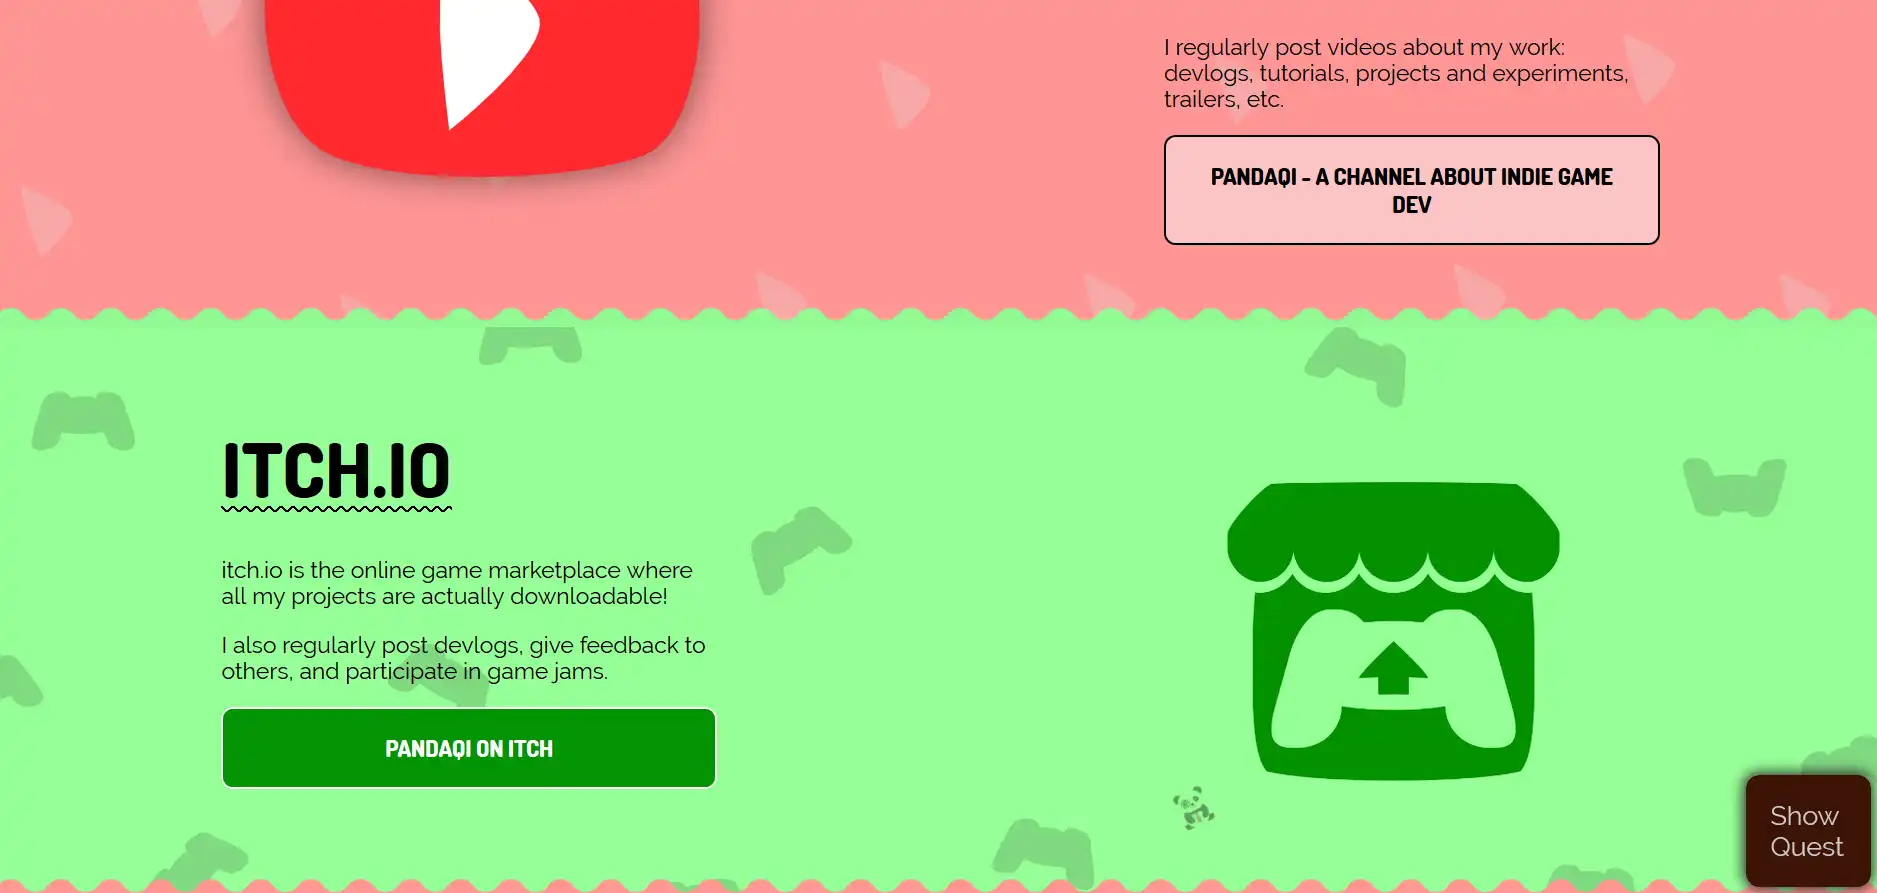 I regularly post videos about my work:
devlogs, tutorials, projects and experiments,
trailers, etc.
PANDAQI - A CHANNEL ABOUT INDIE GAME
DEV
ITCH.IO
itch.io is the online game marketplace where
all my projects are actually downloadable!
I also regularly post devlogs, give feedback to
others, and participate in game jams.
PANDAQI ON ITCH
Show
Quest